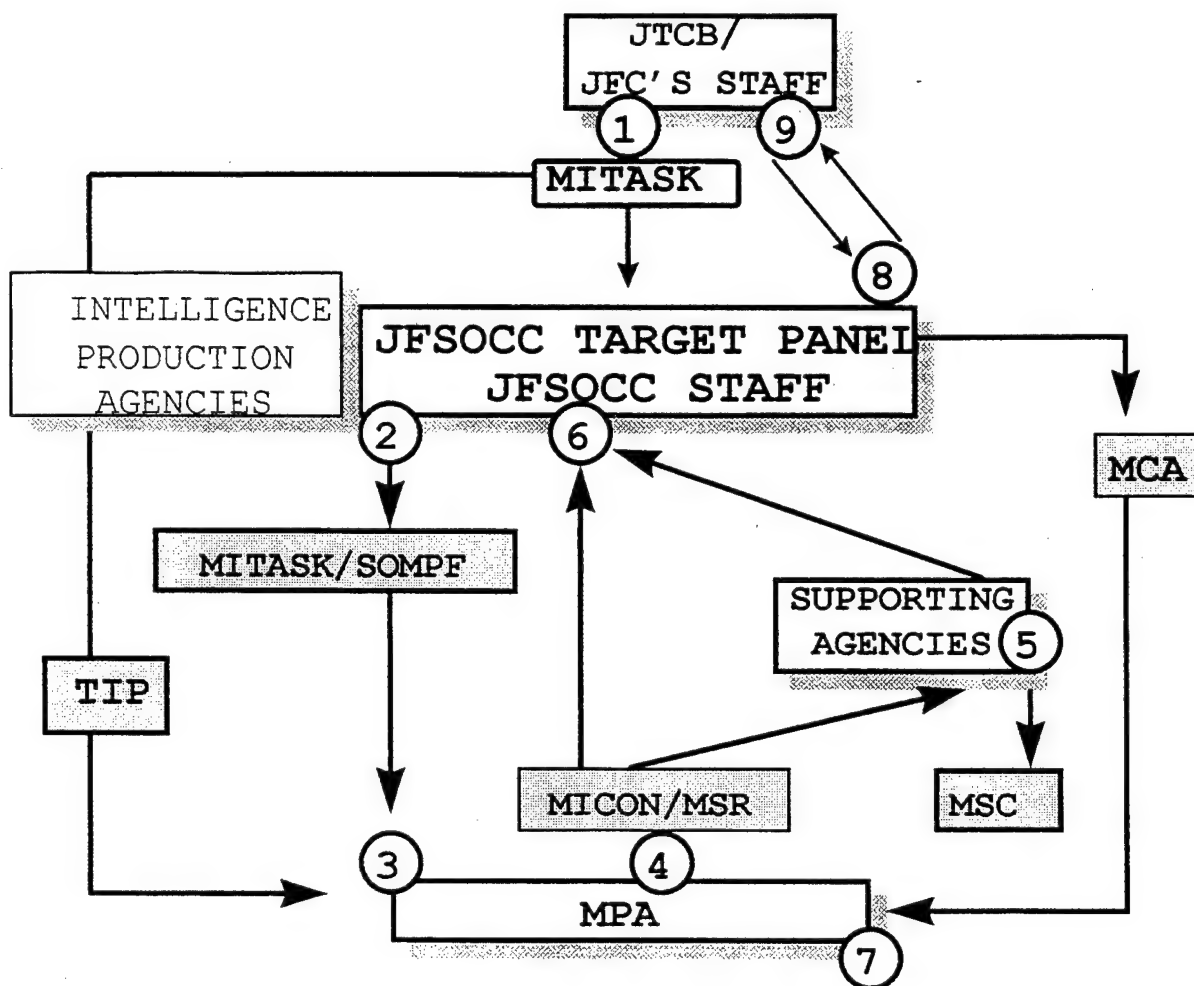 JTCB/
JFC'S STAFF
1
9
MITASK
8
INTELLIGENCE
PRODUCTION
AGENCIES
JFSOCC TARGET PANEL
JFSOCC STAFF
2
6
MCA
MITASK/SOMPF
SUPPORTING
AGENCIES
5
TIP
MICON/MSR
MSC
3
4
MPA
7